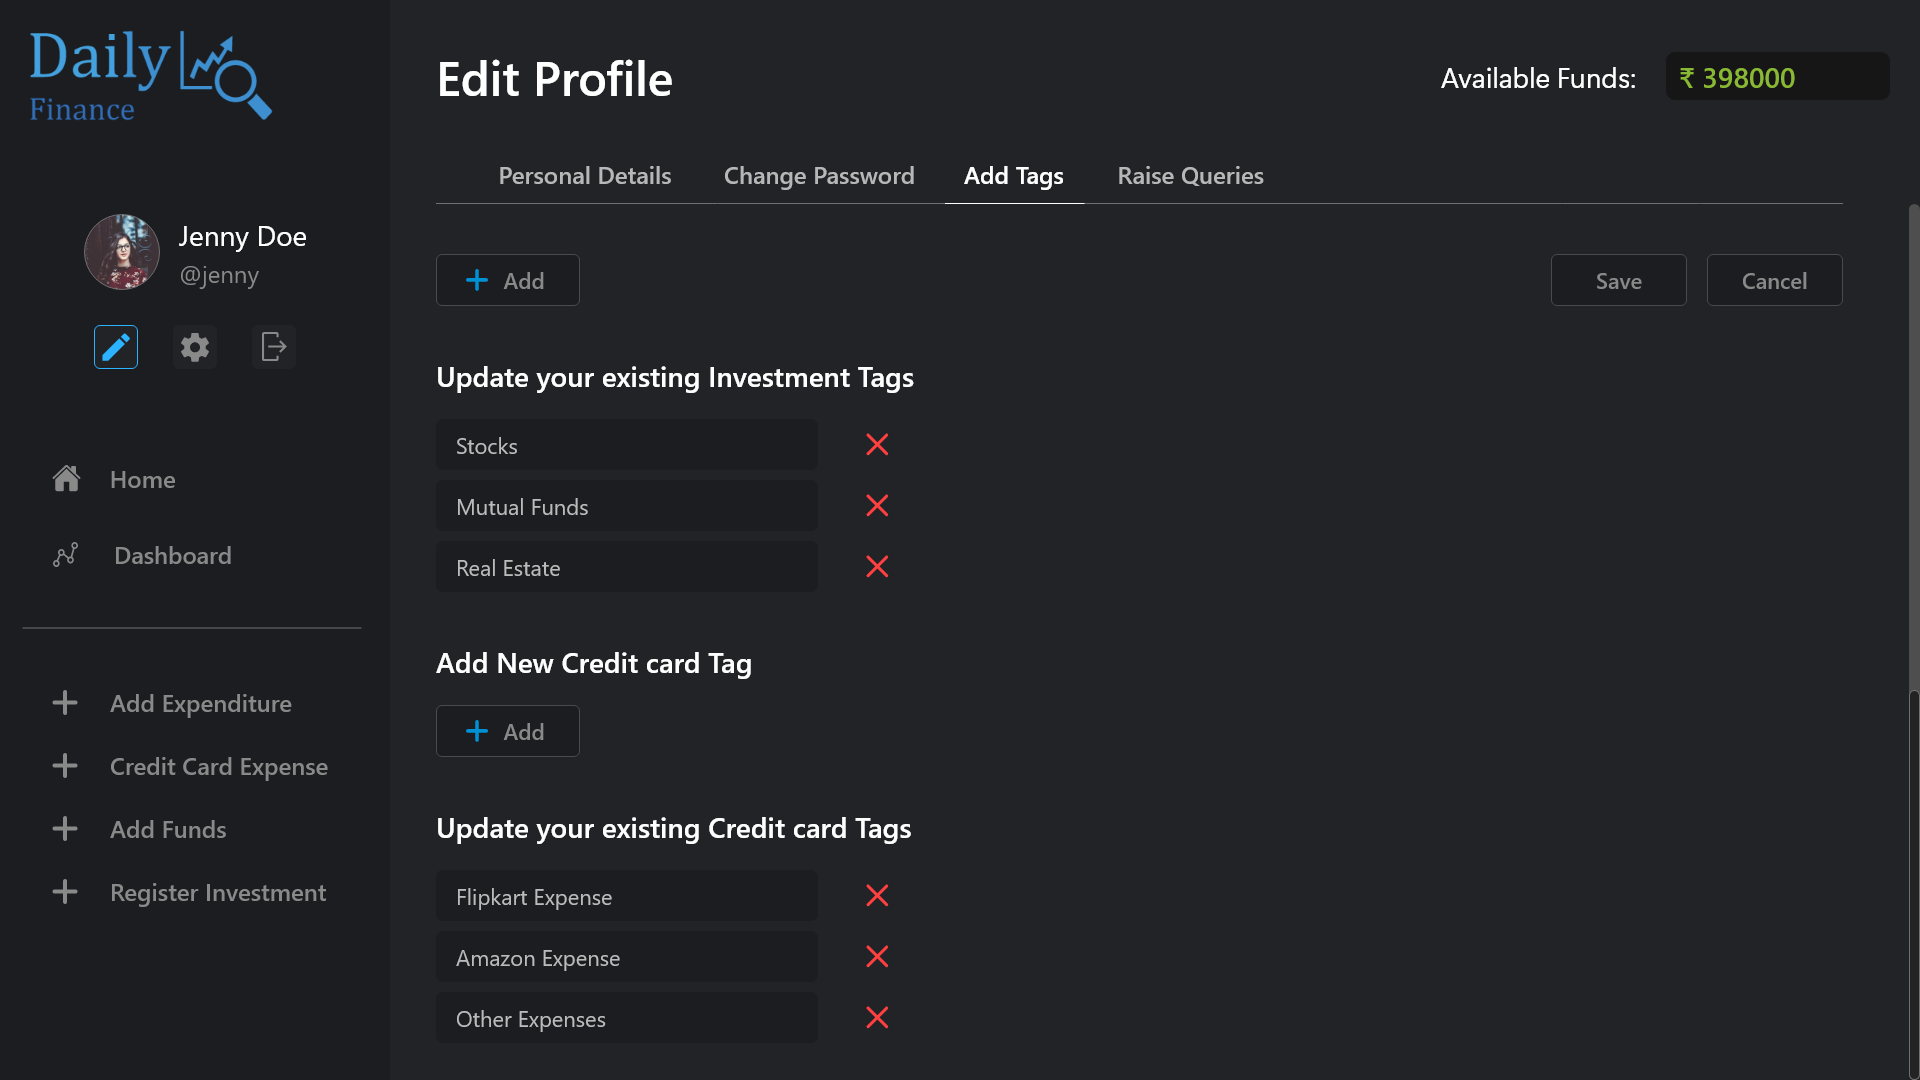 Daily
Finance
Edit Profile
Available Funds:
₹ 398000
Personal Details
Change Password
Add Tags
Raise Queries
Jenny Doe
@jenny
Add
Save
Cancel
Update your existing Investment Tags
Stocks
Mutual Funds
Real Estate
Home
Dashboard
Add New Credit card Tag
Add
Add Expenditure
Credit Card Expense
Add Funds
Register Investment
Update your existing Credit card Tags
Flipkart Expense
Amazon Expense
Other Expenses